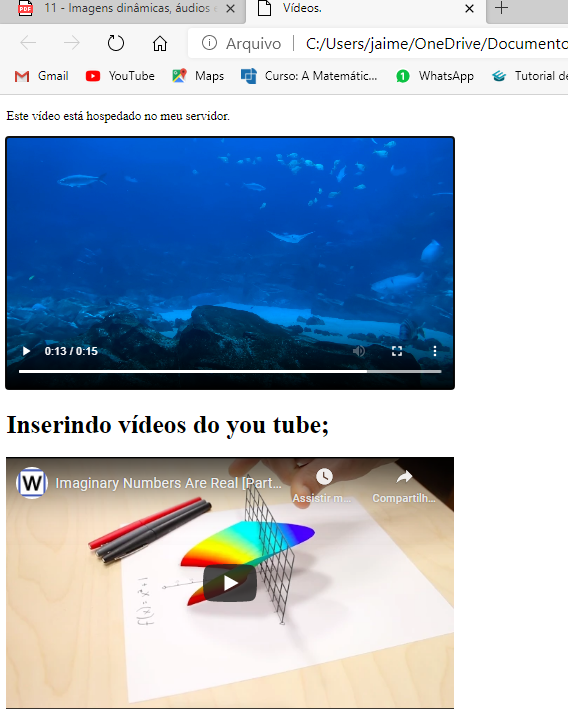 11 - Imagens dinâmicas, áudios e
Vídeos.
Arquivo | C:/Users/jaime/OneDrive/Documento
Gmail YouTube Maps Curso: A Matemátic... WhatsApp Tutorial de
Este vídeo está hospedado no meu servidor.
0:13 / 0:15
Inserindo vídeos do you tube;
W Imaginary Numbers Are Real [Part...
Assistir m... Compartilh...
f(x) = x² + 1